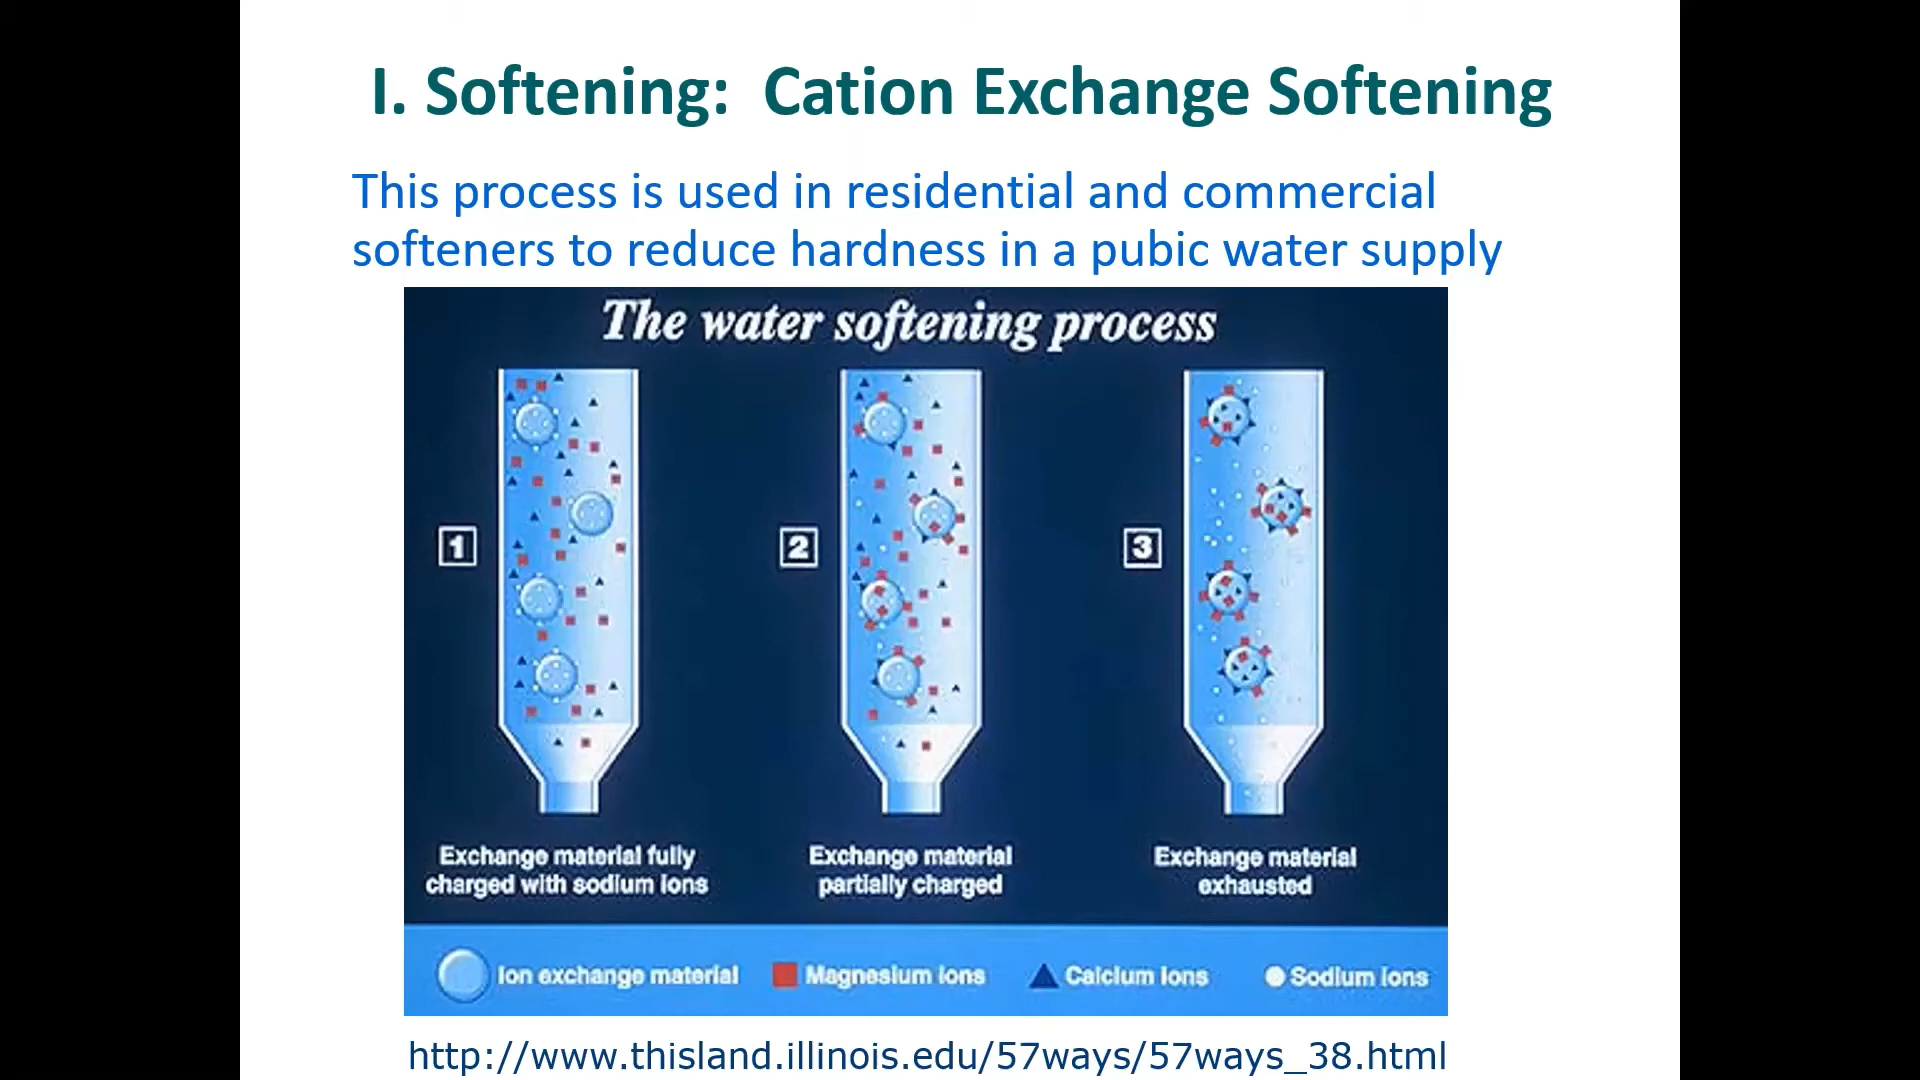 I. Softening:  Cation Exchange Softening
This process is used in residential and commercial
softeners to reduce hardness in a pubic water supply
The water softening process
1
2
3
Exchange material fully
charged with sodium ions
Exchange material
partially charged
Exchange material
exhausted
Ion exchange material
Magnesium ions
Calcium ions
Sodium ions
http://www.thisland.illinois.edu/57ways/57ways_38.html